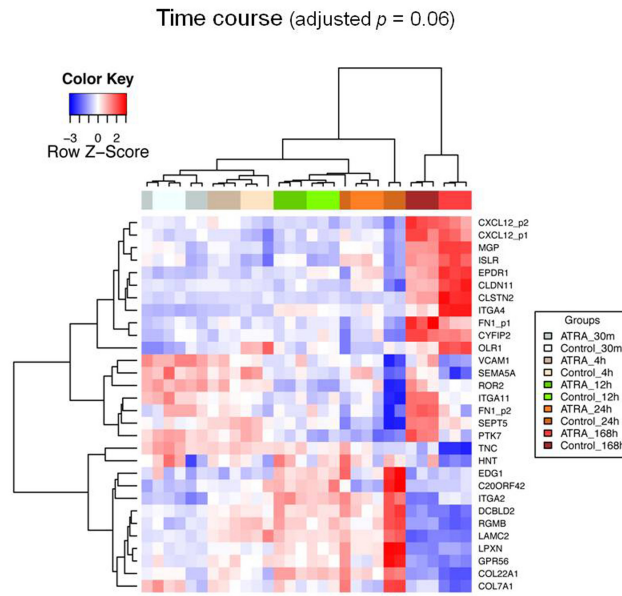 Time course (adjusted p = 0.06)
Color Key
-3 0 2
Row Z-Score
CXCL12_p2
CXCL12_p1
MGP
ISLR
EPDR1
CLDN11
CLSTN2
ITGA4
FN1_p1
CYFIP2
OLR1
VCAM1
SEMA5A
ROR2
ITGA11
FN1_p2
SEPT5
PTK7
TNC
HNT
EDG1
C20ORF42
ITGA2
DCBLD2
RGMB
LAMC2
LPXN
GPR56
COL22A1
COL7A1
Groups
ATRA_30m
Control_30m
ATRA_4h
Control_4h
ATRA_12h
Control_12h
ATRA_24h
Control_24h
ATRA_168h
Control_168h